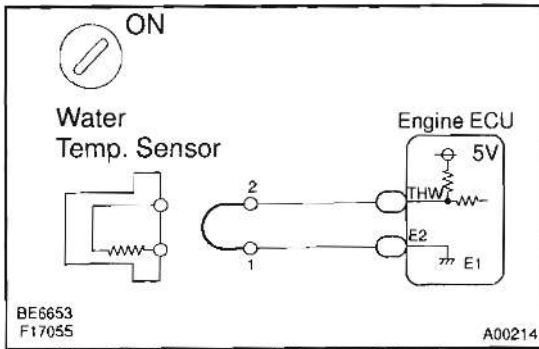 ON
Water
Temp. Sensor
Engine ECU
5V
THW
2
E2
1
E1
BE6653
F17055
A00214